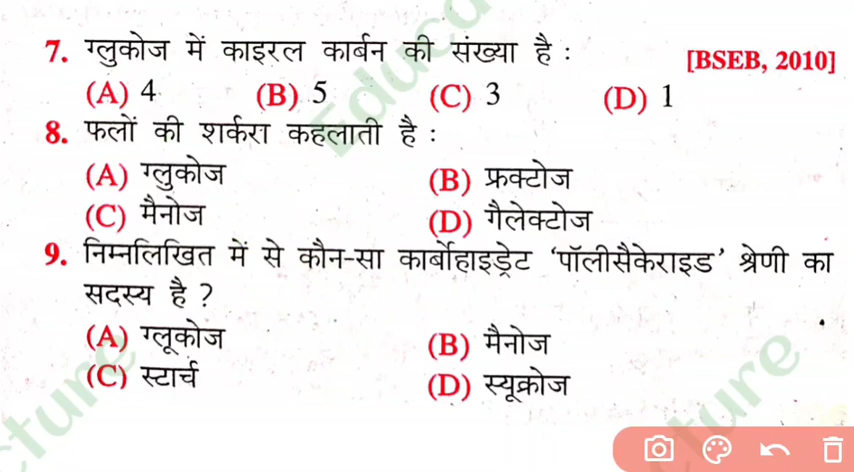 7. ग्लुकोज में काइरल कार्बन की संख्या है : [BSEB, 2010]
(A) 4 (B) 5 (C) 3 (D) 1
8. फलों की शर्करा कहलाती है :
(A) ग्लुकोज (B) फ्रक्टोज
(C) मैनोज (D) गैलेक्टोज
9. निम्नलिखित में से कौन-सा कार्बोहाइड्रेट 'पॉलीसैकेराइड' श्रेणी का
सदस्य है ?
(A) ग्लूकोज (B) मैनोज
(C) स्टार्च (D) स्यूक्रोज